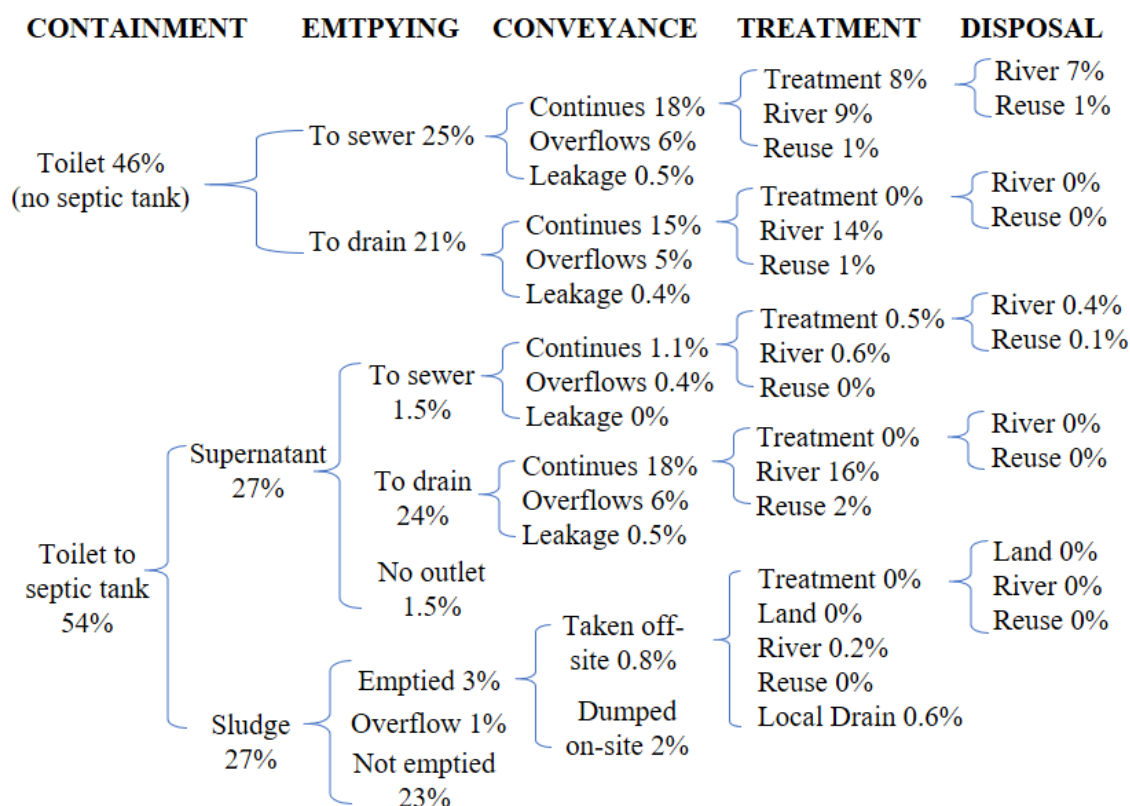 CONTAINMENT EMTPYING CONVEYANCE TREATMENT DISPOSAL
Toilet 46%
(no septic tank)
To sewer 25%
Continues 18%
Overflows 6%
Leakage 0.5%
Treatment 8%
River 9%
Reuse 1%
River 7%
Reuse 1%
To drain 21%
Continues 15%
Overflows 5%
Leakage 0.4%
Treatment 0%
River 14%
Reuse 1%
River 0%
Reuse 0%
Toilet to
septic tank
54%
Supernatant
27%
To sewer
1.5%
Continues 1.1%
Overflows 0.4%
Leakage 0%
Treatment 0.5%
River 0.6%
Reuse 0%
River 0.4%
Reuse 0.1%
To drain
24%
Continues 18%
Overflows 6%
Leakage 0.5%
Treatment 0%
River 16%
Reuse 2%
River 0%
Reuse 0%
No outlet
1.5%
Sludge
27%
Emptied 3%
Overflow 1%
Not emptied
23%
Taken off-
site 0.8%
Dumped
on-site 2%
Treatment 0%
Land 0%
River 0.2%
Reuse 0%
Local Drain 0.6%
Land 0%
River 0%
Reuse 0%